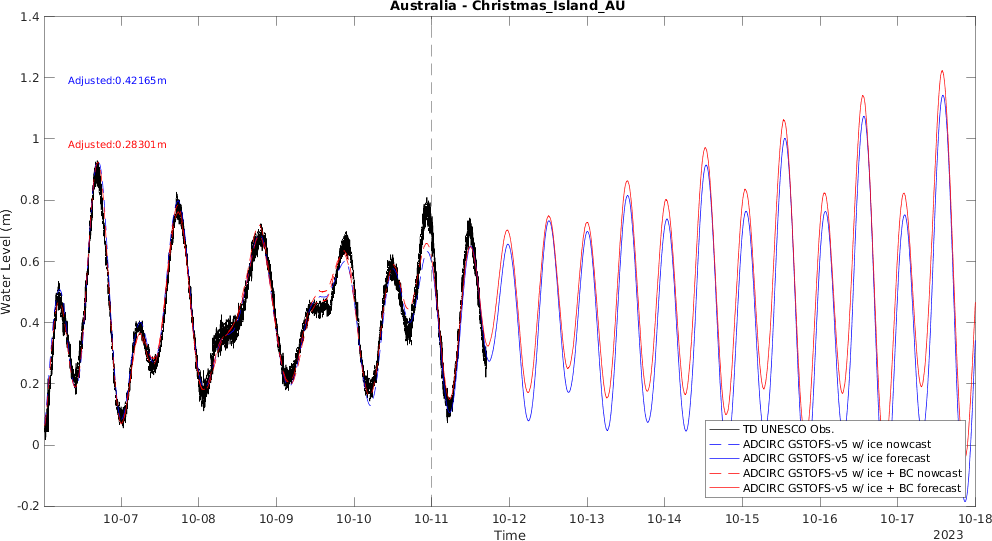 Australia - Christmas_Island_AU
1.4
1.2
1
0.8
0.6
0.4
0.2
0
-0.2
Water Level (m)
Adjusted:0.42165m
Adjusted:0.28301m
TD UNESCO Obs.
ADCIRC GSTOFS-v5 w/ ice nowcast
ADCIRC GSTOFS-v5 w/ ice forecast
ADCIRC GSTOFS-v5 w/ ice + BC nowcast
ADCIRC GSTOFS-v5 w/ ice + BC forecast
10-07 10-08 10-09 10-10 10-11 10-12 10-13 10-14 10-15 10-16 10-17 10-18
Time
2023